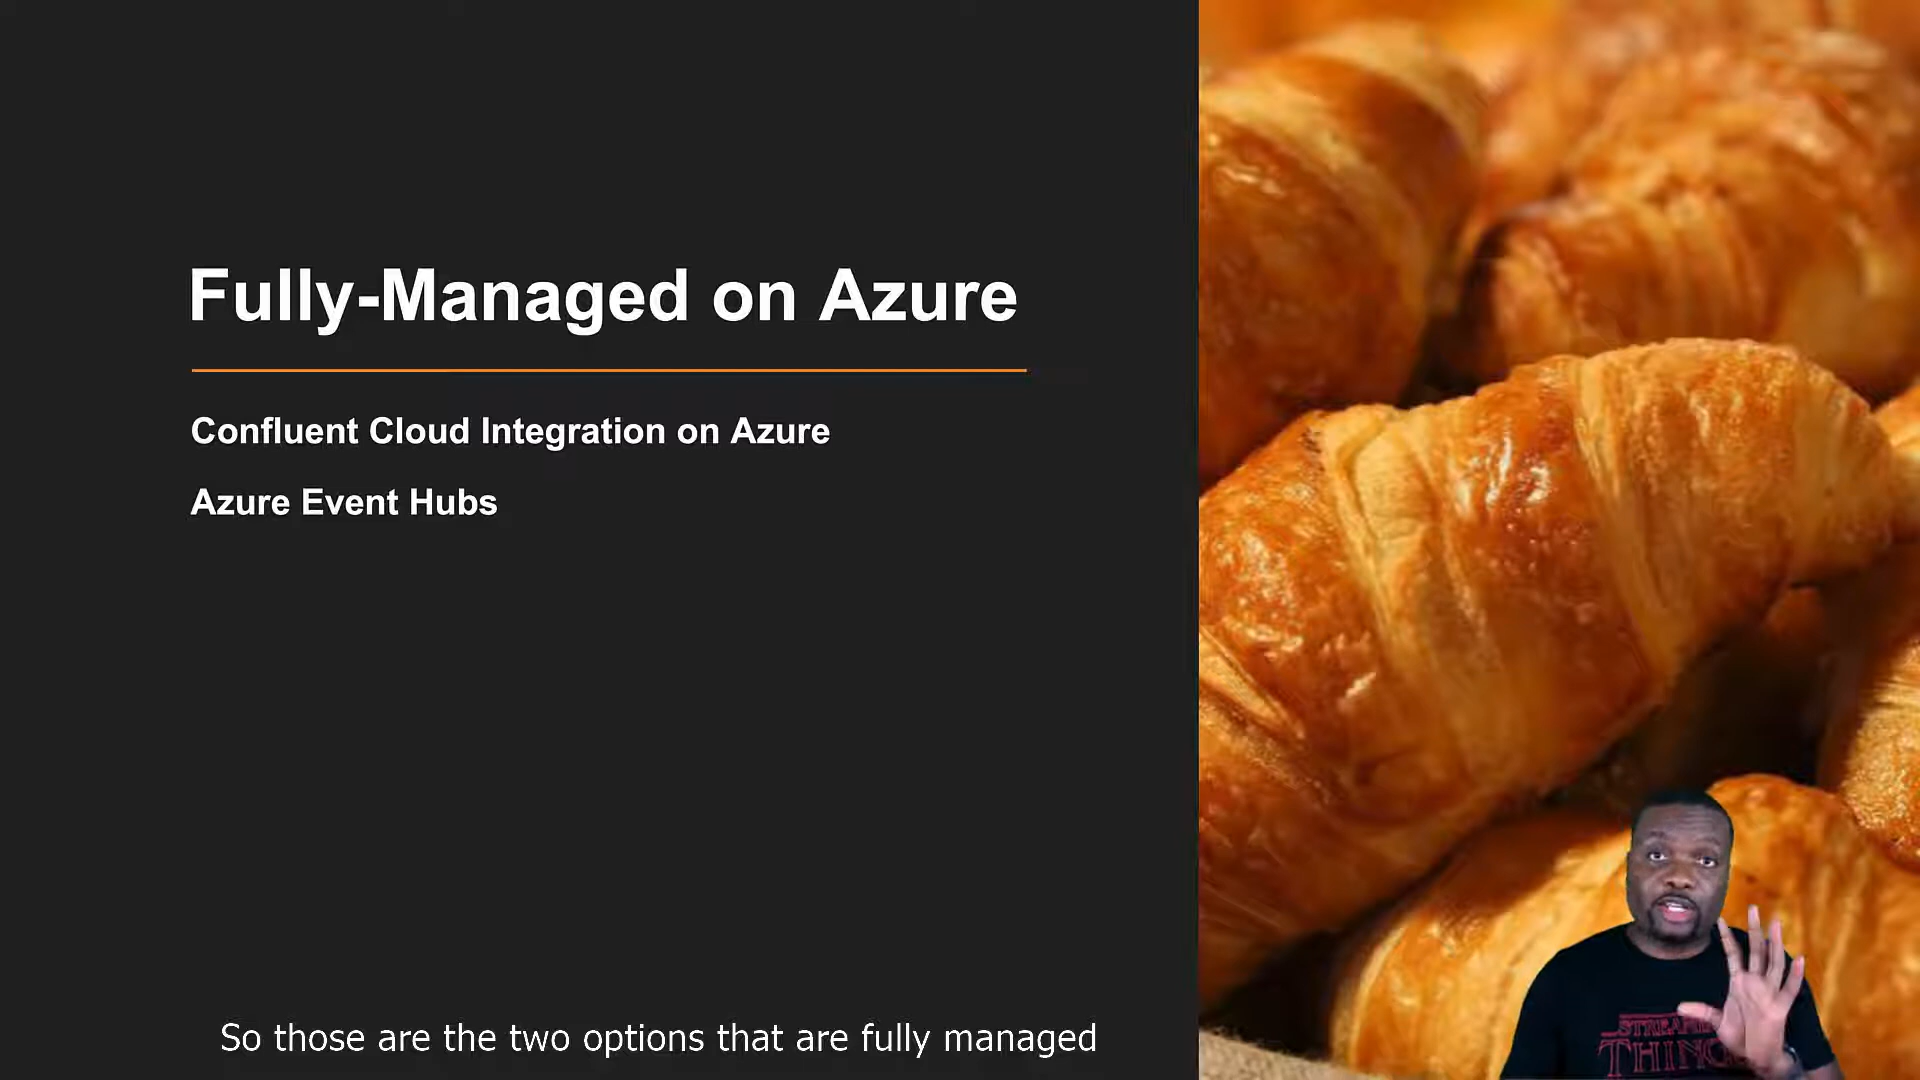 Fully-Managed on Azure
Confluent Cloud Integration on Azure
Azure Event Hubs
So those are the two options that are fully managed